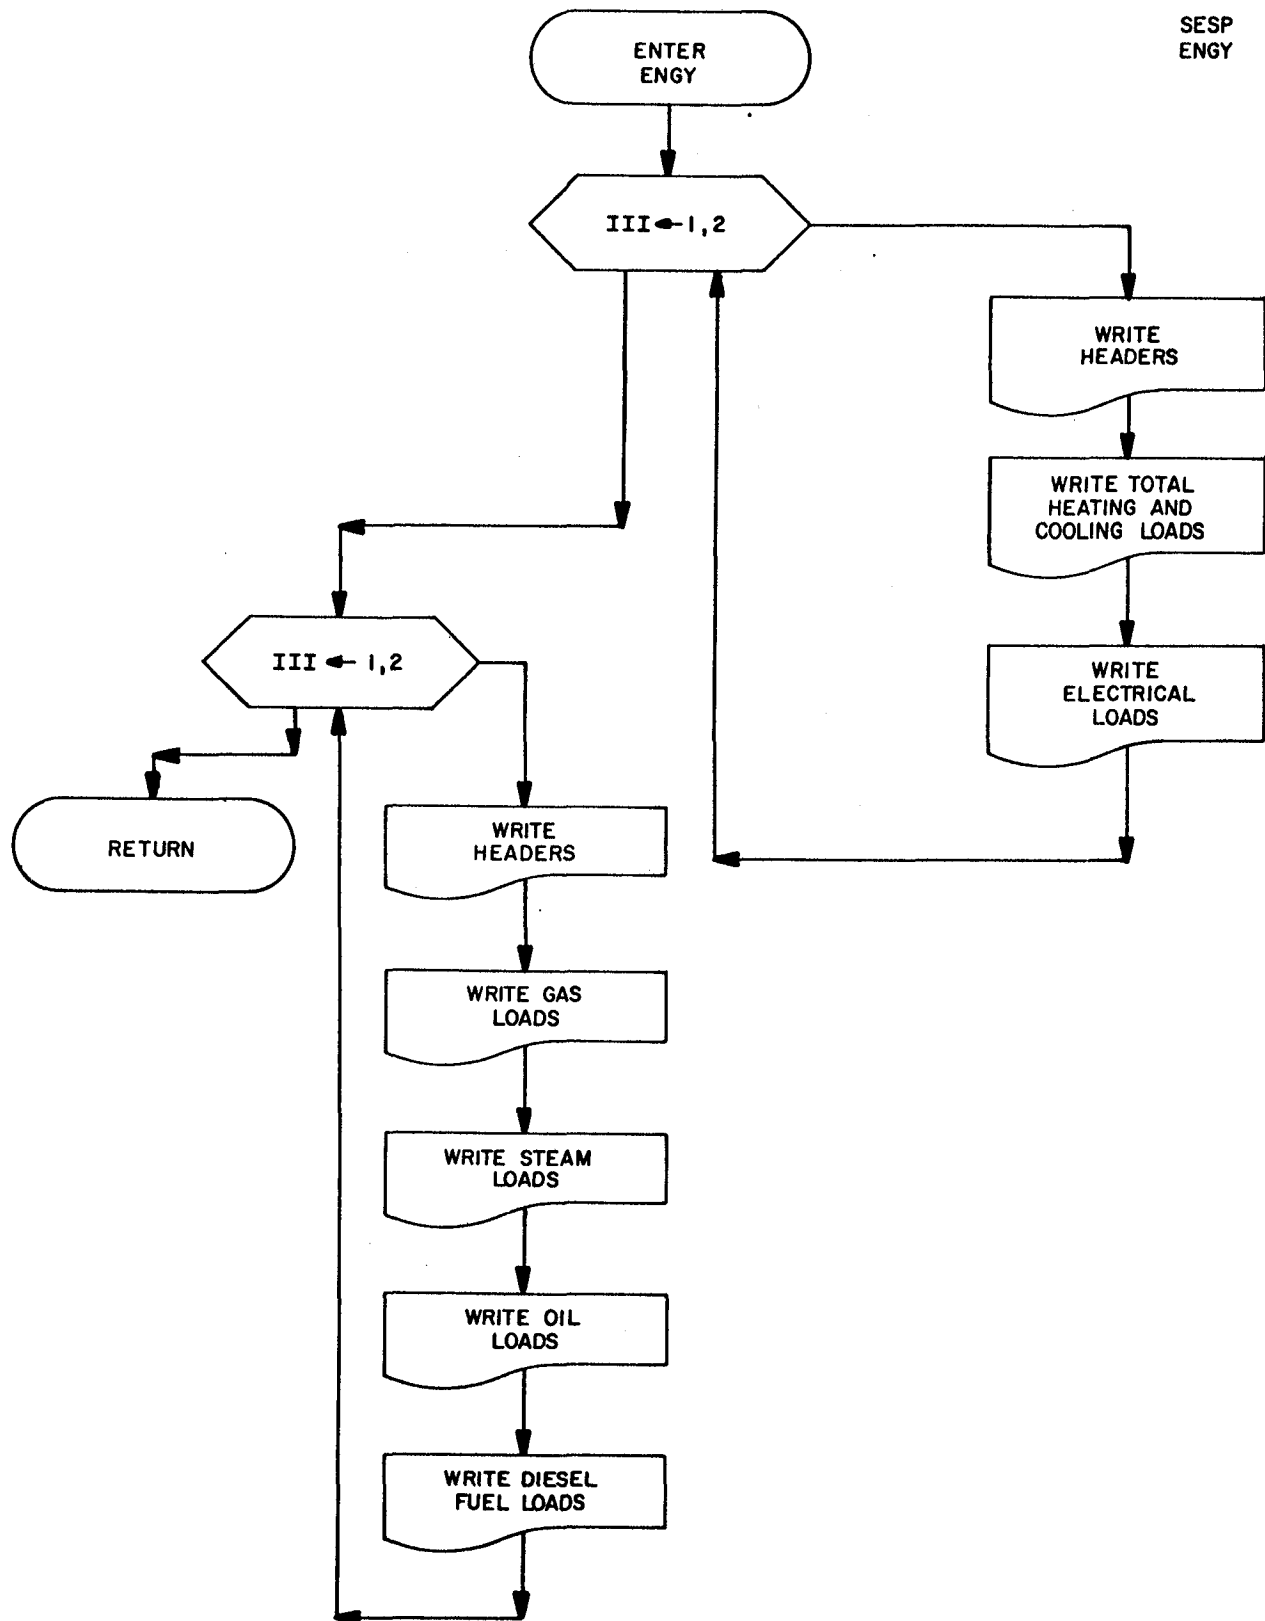 SESP
ENGY
ENTER
ENGY
III←1,2
WRITE
HEADERS
WRITE TOTAL
HEATING AND
COOLING LOADS
WRITE
ELECTRICAL
LOADS
III ← 1,2
RETURN
WRITE
HEADERS
WRITE GAS
LOADS
WRITE STEAM
LOADS
WRITE OIL
LOADS
WRITE DIESEL
FUEL LOADS